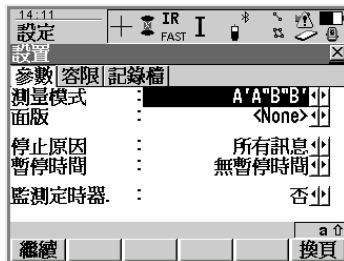 14:11
設定
IR
FAST
I
設置
參數 容限 記錄檔
測量模式 : A'A"B"B'
面版 : <None>
停止原因 : 所有訊息
暫停時間 : 無暫停時間
監測定時器. : 否
a
繼續 換頁